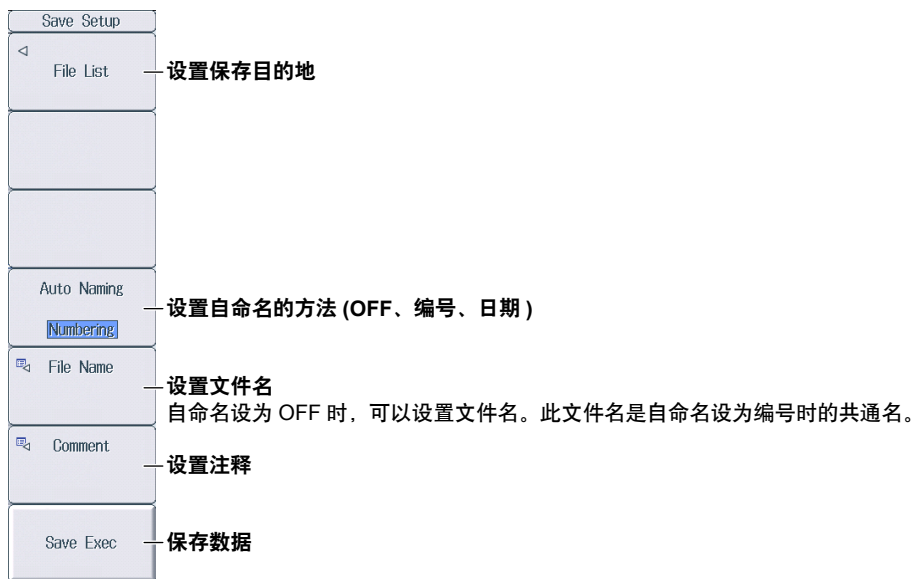 Save Setup
File List
设置保存目的地
Auto Naming
设置自命名的方法 (OFF、编号、日期 )
Numbering
File Name
设置文件名
自命名设为 OFF 时，可以设置文件名。此文件名是自命名设为编号时的共通名。
Comment
设置注释
Save Exec
保存数据